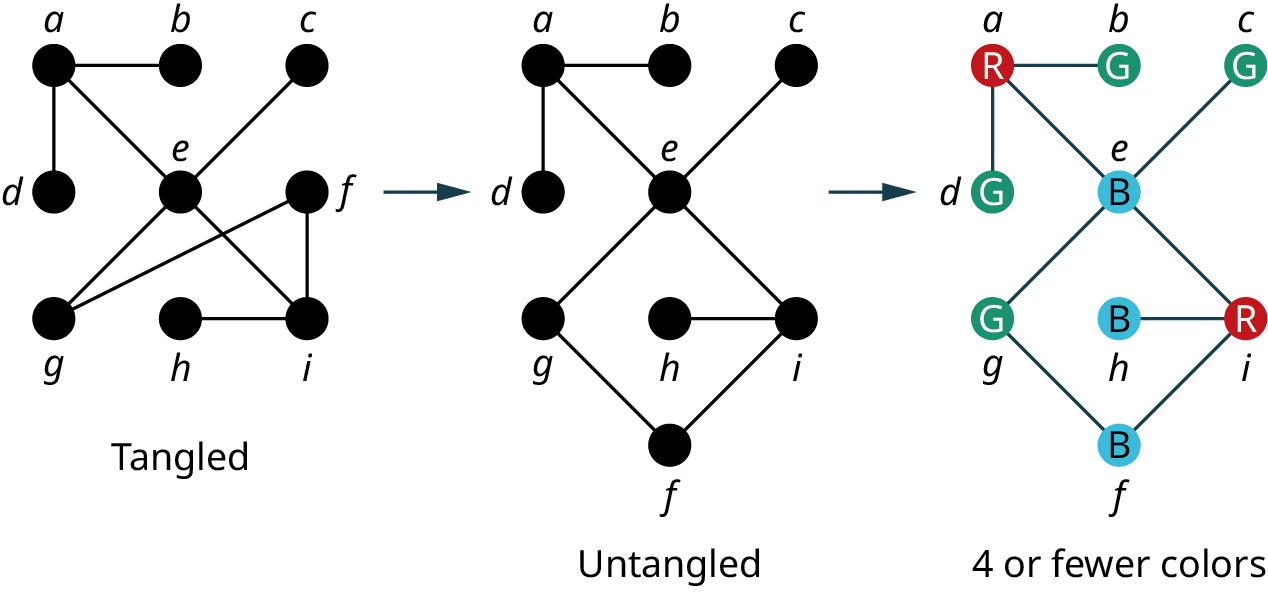 a b c
e
d f
g h i
Tangled
a b c
e
d
g h i
f
Untangled
a b c
R G G
e
d G B
G B R
g h i
B
f
4 or fewer colors